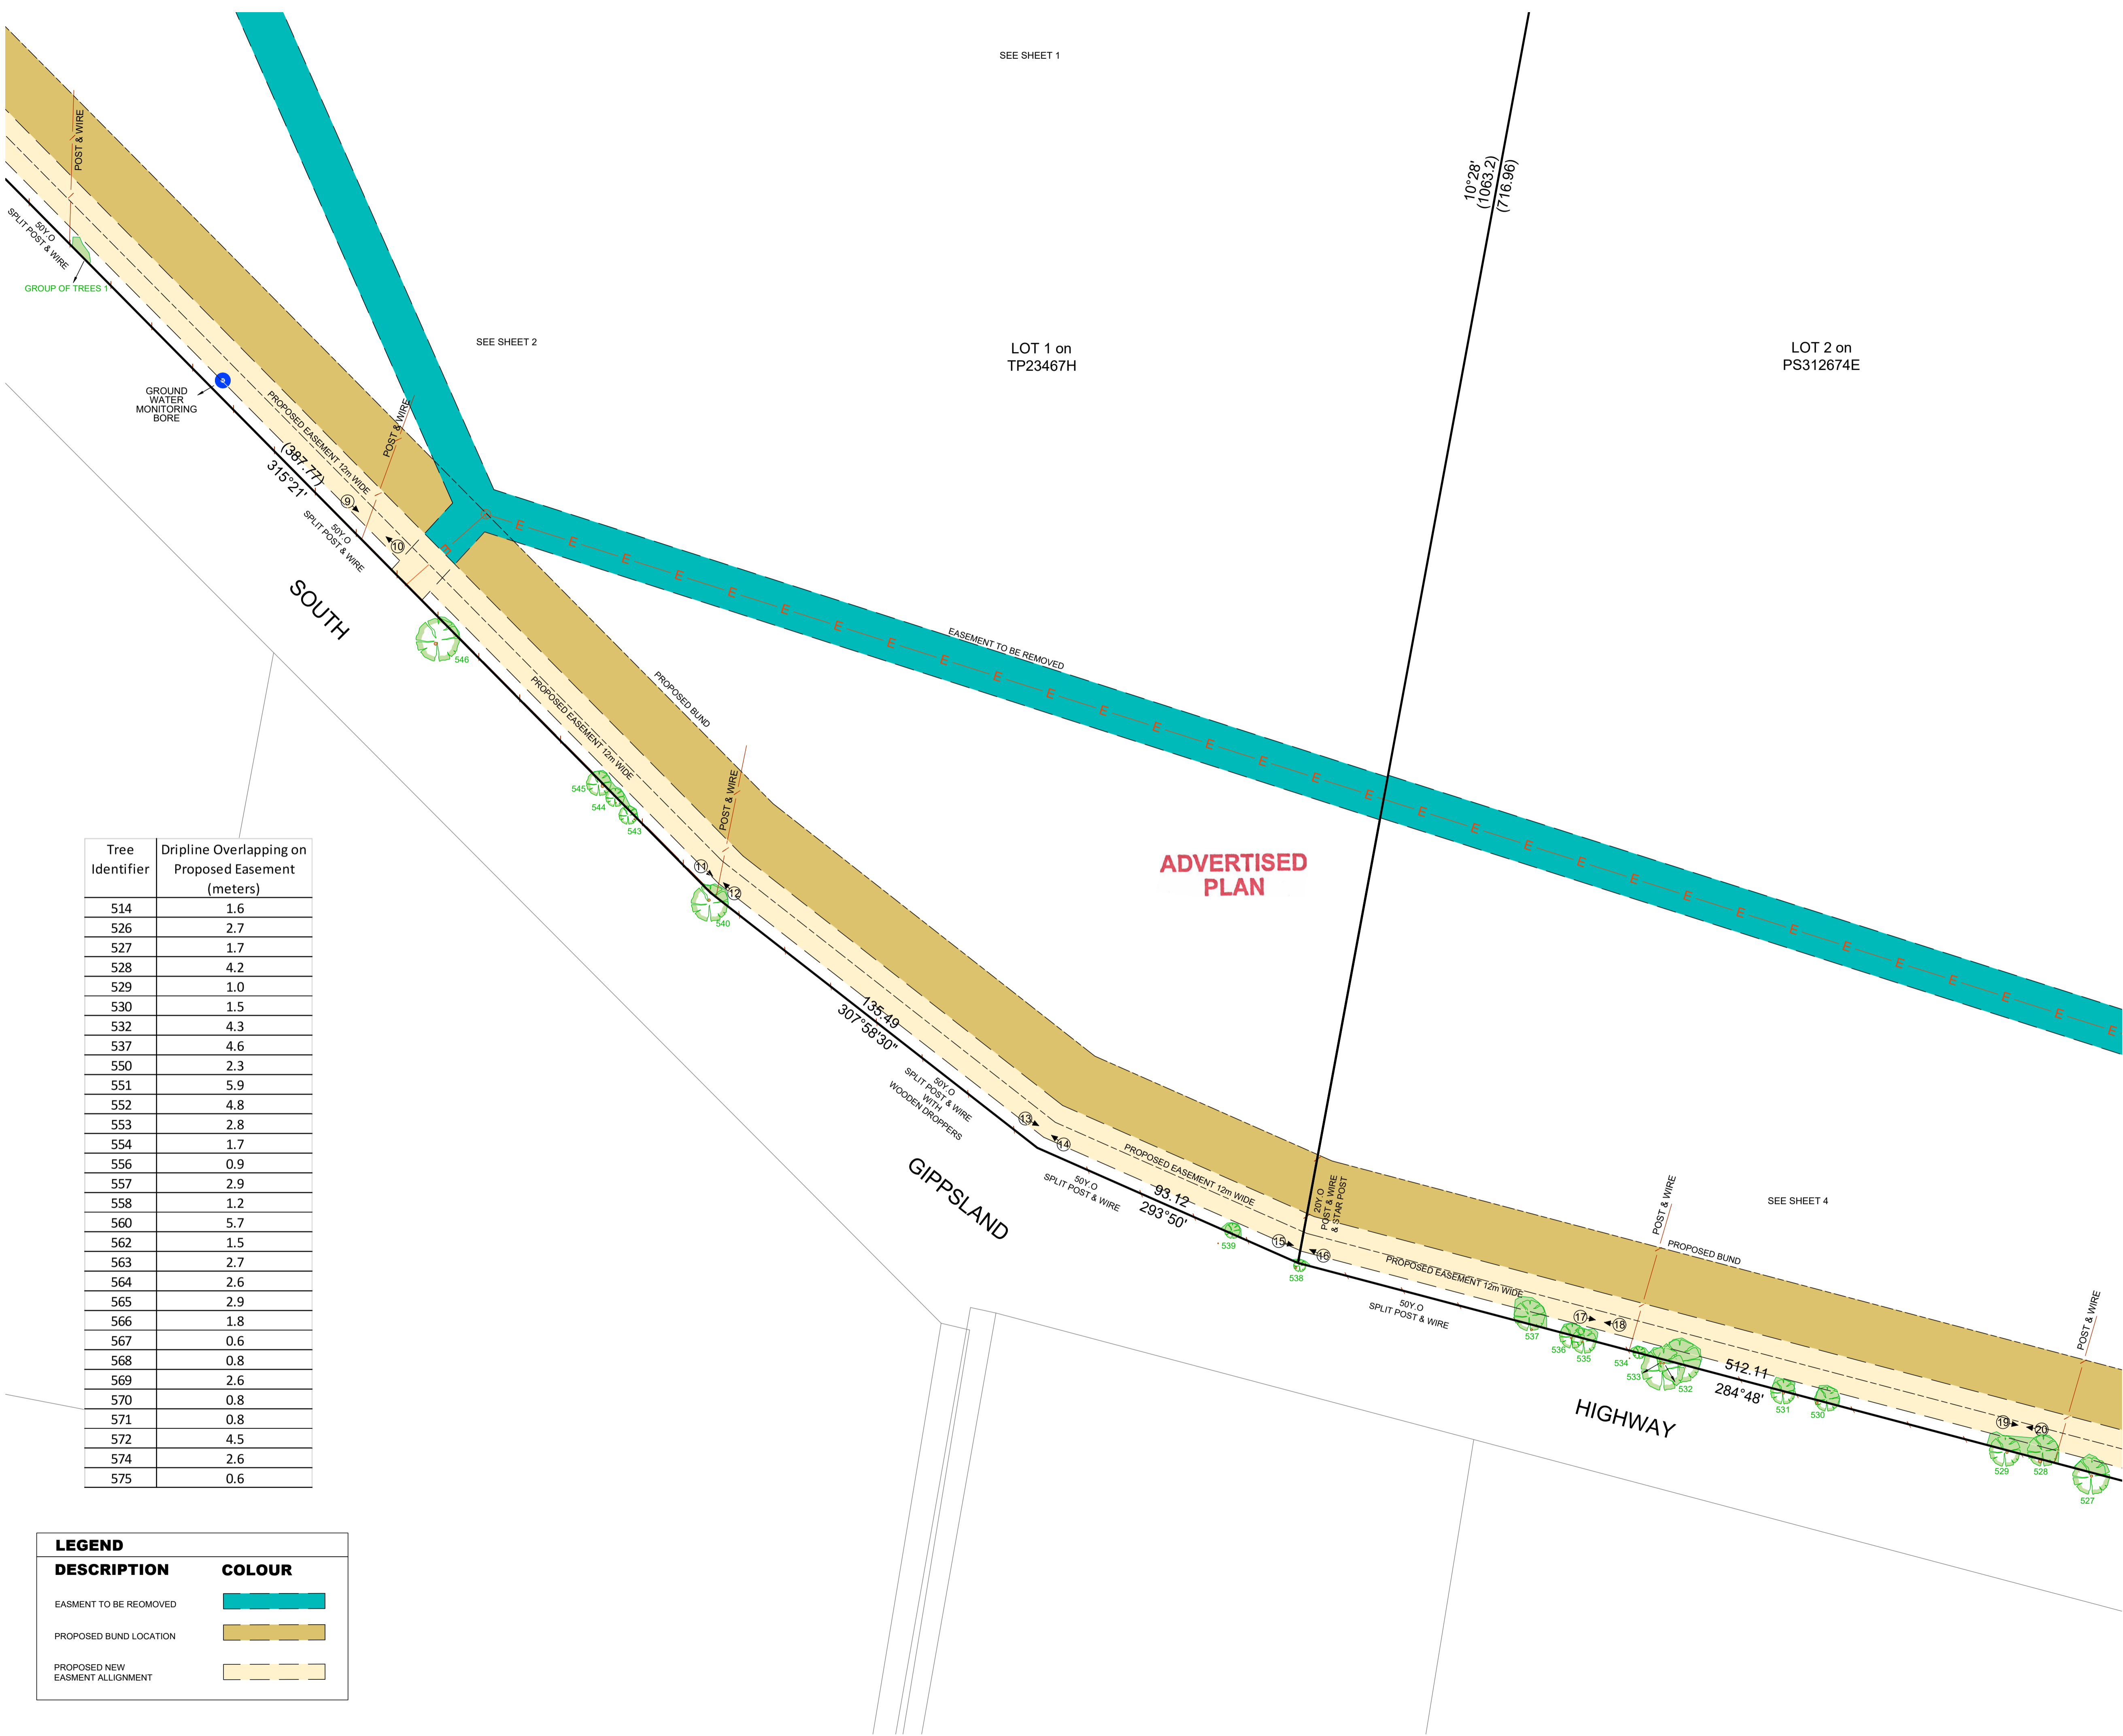 SEE SHEET 1
POST & WIRE
10°28'
(1063.2)
(716.96)
50Y.O
SPLIT POST & WIRE
GROUP OF TREES 1
SEE SHEET 2
LOT 1 on
TP23467H
LOT 2 on
PS312674E
GROUND
WATER
MONITORING
BORE
PROPOSED EASEMENT 12m WIDE
POST & WIRE
(387.77)
315°21'
9
50Y.O
SPLIT POST & WIRE
10
E
E E E E E E E E E E E E E E E E E E E E E E E E E E E E E E E
SOUTH
546
EASEMENT TO BE REMOVED
PROPOSED BUND
PROPOSED EASEMENT 12m WIDE
545
544
543
POST & WIRE
11
12
540
ADVERTISED
PLAN
135.49
307°58'30"
50Y.O
SPLIT POST & WIRE
WITH
WOODEN DROPPERS
13
14
GIPPSLAND
PROPOSED EASEMENT 12m WIDE
50Y.O
SPLIT POST & WIRE
93.12
293°50'
539
20Y.O
POST & WIRE
& STAR POST
15
16
538
POST & WIRE
SEE SHEET 4
PROPOSED BUND
PROPOSED EASEMENT 12m WIDE
50Y.O
SPLIT POST & WIRE
537
17
18
536
535
534
533
532
512.11
284°48'
531
530
HIGHWAY
POST & WIRE
19
20
529
528
527
Tree Identifier
Dripline Overlapping on Proposed Easement (meters)
514 1.6
526 2.7
527 1.7
528 4.2
529 1.0
530 1.5
532 4.3
537 4.6
550 2.3
551 5.9
552 4.8
553 2.8
554 1.7
556 0.9
557 2.9
558 1.2
560 5.7
562 1.5
563 2.7
564 2.6
565 2.9
566 1.8
567 0.6
568 0.8
569 2.6
570 0.8
571 0.8
572 4.5
574 2.6
575 0.6
LEGEND
DESCRIPTION COLOUR
EASMENT TO BE REOMOVED
PROPOSED BUND LOCATION
PROPOSED NEW
EASMENT ALLIGNMENT